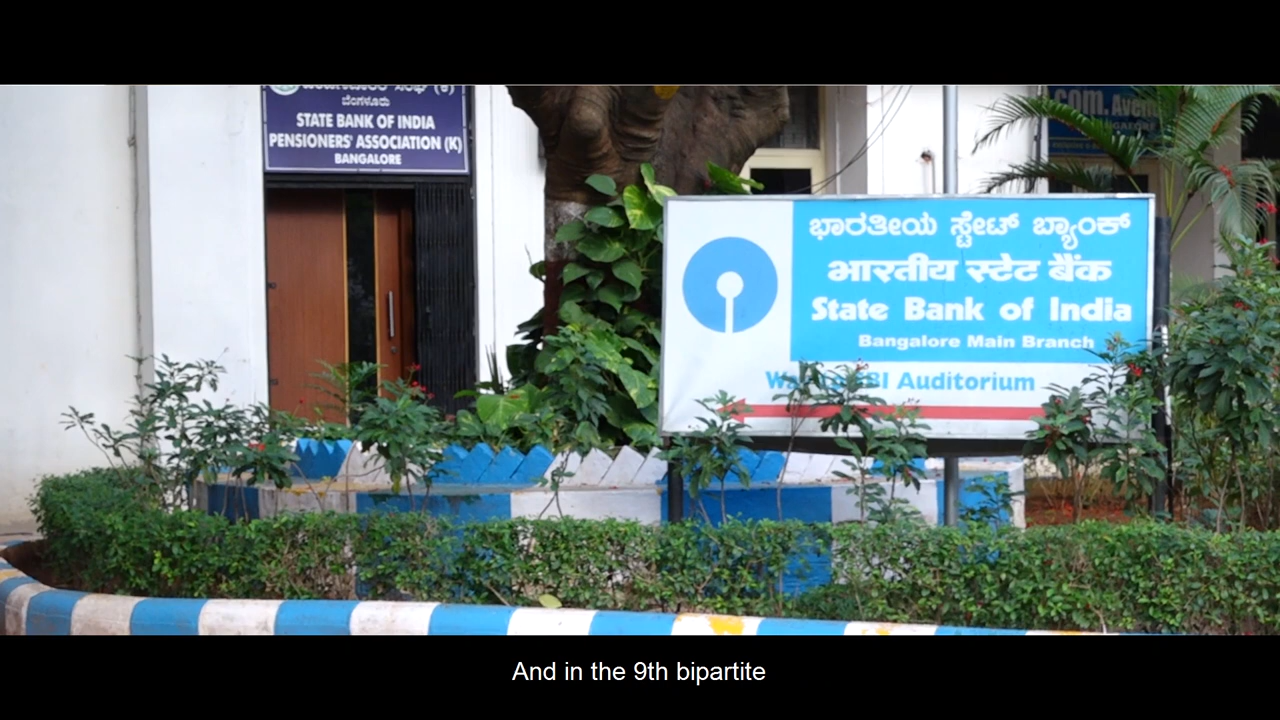 ಬೆಂಗಳೂರು
STATE BANK OF INDIA
PENSIONERS' ASSOCIATION (K)
BANGALORE
com. Avenue
ಭಾರತೀಯ ಸ್ಟೇಟ್ ಬ್ಯಾಂಕ್
भारतीय स्टेट बैंक
State Bank of India
Bangalore Main Branch
SBI Auditorium
And in the 9th bipartite